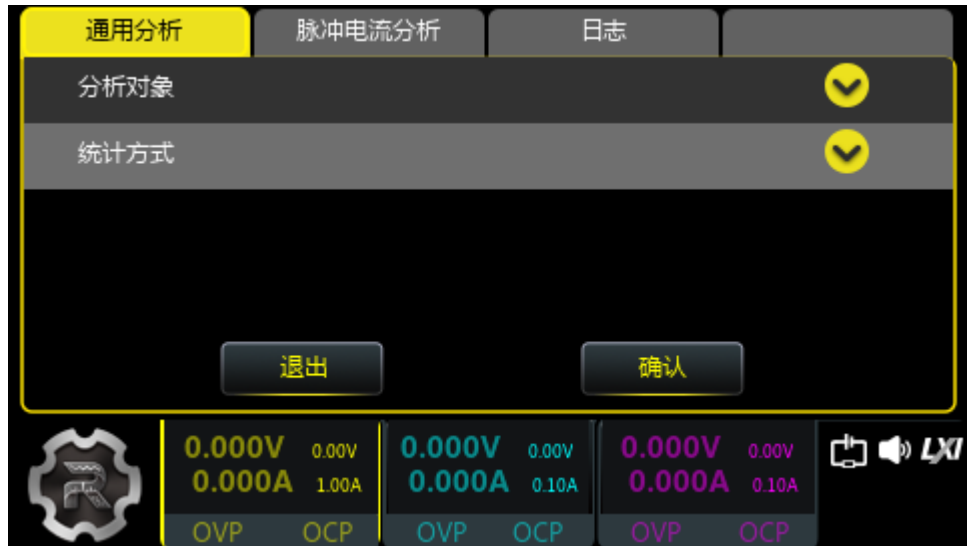 通用分析 脉冲电流分析 日志
分析对象
统计方式
退出 确认
0.000V 0.00V 0.000V 0.00V 0.000V 0.00V
0.000A 1.00A 0.000A 0.10A 0.000A 0.10A
OVP OCP OVP OCP OVP OCP
R
LXI